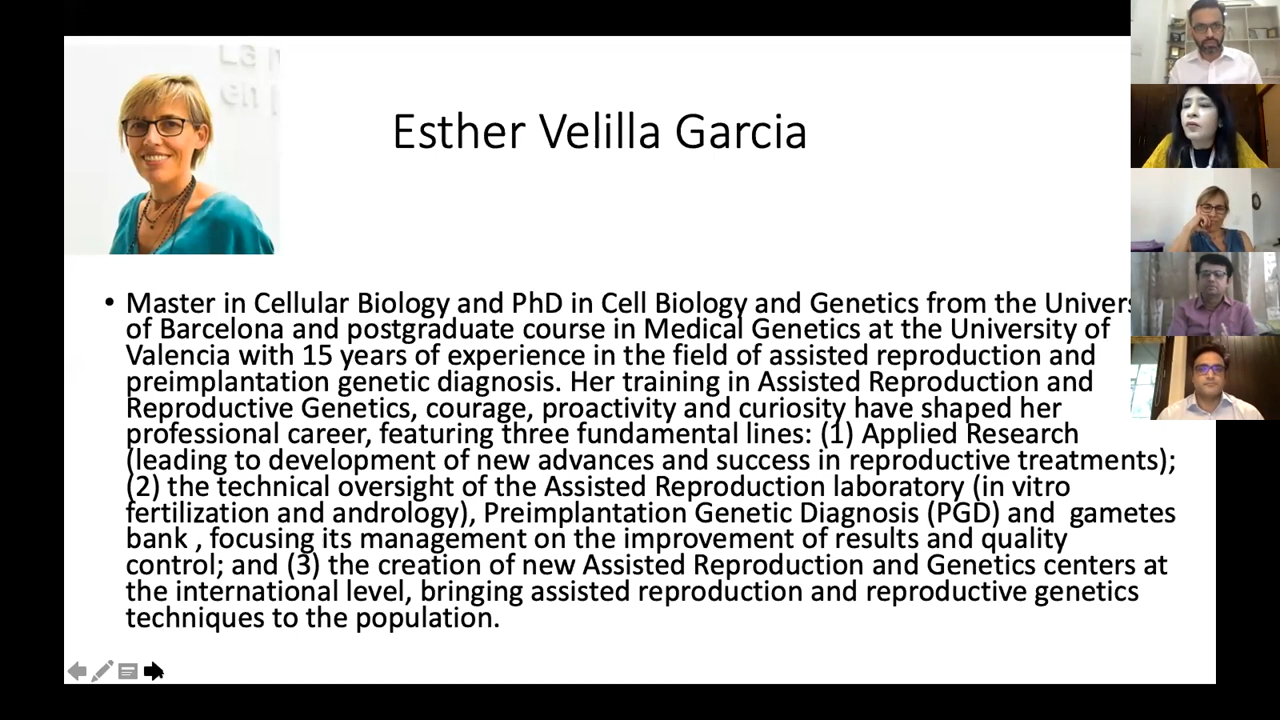 La
en
Esther Velilla Garcia
• Master in Cellular Biology and PhD in Cell Biology and Genetics from the
of Barcelona and postgraduate course in Medical Genetics at the University of
Valencia with 15 years of experience in the field of assisted reproduction and
preimplantation genetic diagnosis. Her training in Assisted Reproduction and
Reproductive Genetics, courage, proactivity and curiosity have shaped her
professional career, featuring three fundamental lines: (1) Applied Research
(leading to development of new advances and success in reproductive treatments);
(2) the technical oversight of the Assisted Reproduction laboratory (in vitro
fertilization and andrology), Preimplantation Genetic Diagnosis (PGD) and gametes
bank , focusing its management on the improvement of results and quality
control; and (3) the creation of new Assisted Reproduction and Genetics centers at
the international level, bringing assisted reproduction and reproductive genetics
techniques to the population.